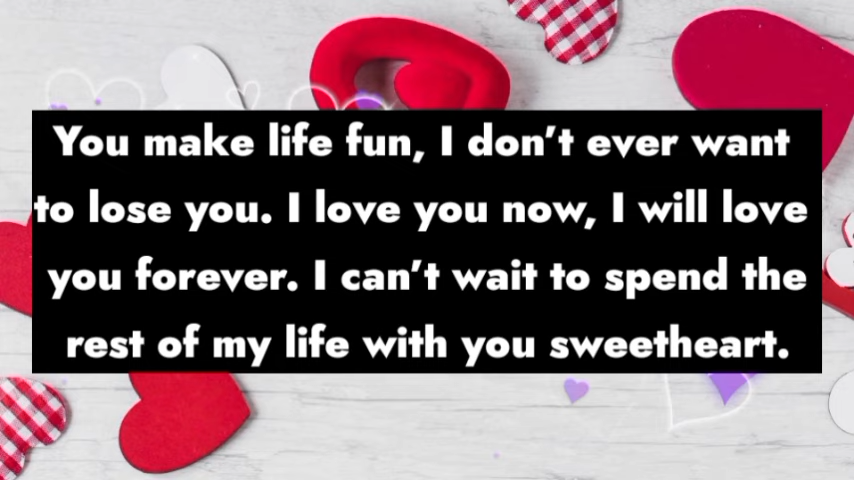 You make life fun, I don't ever want
to lose you. I love you now, I will love
you forever. I can't wait to spend the
rest of my life with you sweetheart.